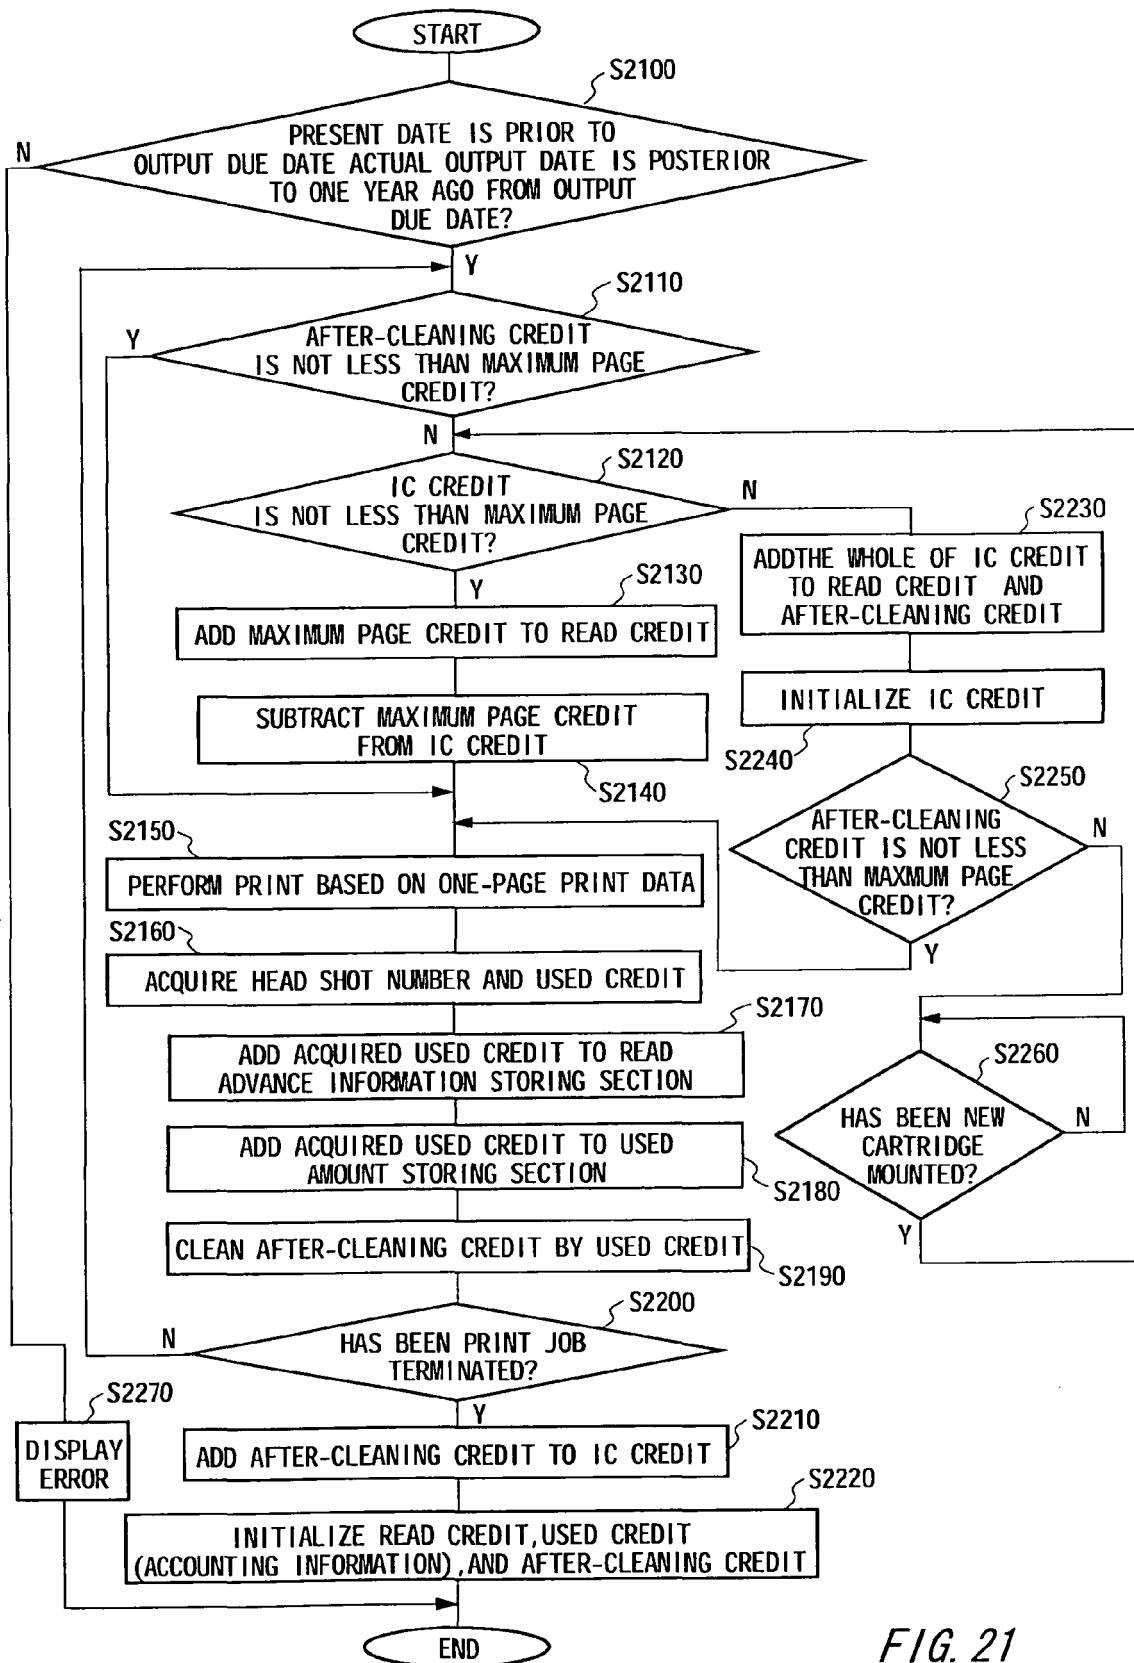 START
S2100
PRESENT DATE IS PRIOR TO
OUTPUT DUE DATE ACTUAL OUTPUT DATE IS POSTERIOR
TO ONE YEAR AGO FROM OUTPUT
DUE DATE?
N
Y
S2110
AFTER-CLEANING CREDIT
IS NOT LESS THAN MAXIMUM PAGE
CREDIT?
Y
N
S2120
IC CREDIT
IS NOT LESS THAN MAXIMUM PAGE
CREDIT?
N
Y
S2130
ADD MAXIMUM PAGE CREDIT TO READ CREDIT
SUBTRACT MAXIMUM PAGE CREDIT
FROM IC CREDIT
S2140
S2230
ADDTHE WHOLE OF IC CREDIT
TO READ CREDIT AND
AFTER-CLEANING CREDIT
INITIALIZE IC CREDIT
S2240
S2250
AFTER-CLEANING
CREDIT IS NOT LESS
THAN MAXMUM PAGE
CREDIT?
N
Y
S2150
PERFORM PRINT BASED ON ONE-PAGE PRINT DATA
S2160
ACQUIRE HEAD SHOT NUMBER AND USED CREDIT
S2170
ADD ACQUIRED USED CREDIT TO READ
ADVANCE INFORMATION STORING SECTION
ADD ACQUIRED USED CREDIT TO USED
AMOUNT STORING SECTION
S2180
S2260
HAS BEEN NEW
CARTRIDGE
MOUNTED?
N
Y
CLEAN AFTER-CLEANING CREDIT BY USED CREDIT
S2190
S2200
HAS BEEN PRINT JOB
TERMINATED?
N
Y
S2270
DISPLAY
ERROR
S2210
ADD AFTER-CLEANING CREDIT TO IC CREDIT
S2220
INITIALIZE READ CREDIT,USED CREDIT
(ACCOUNTING INFORMATION),AND AFTER-CLEANING CREDIT
END
FIG. 21